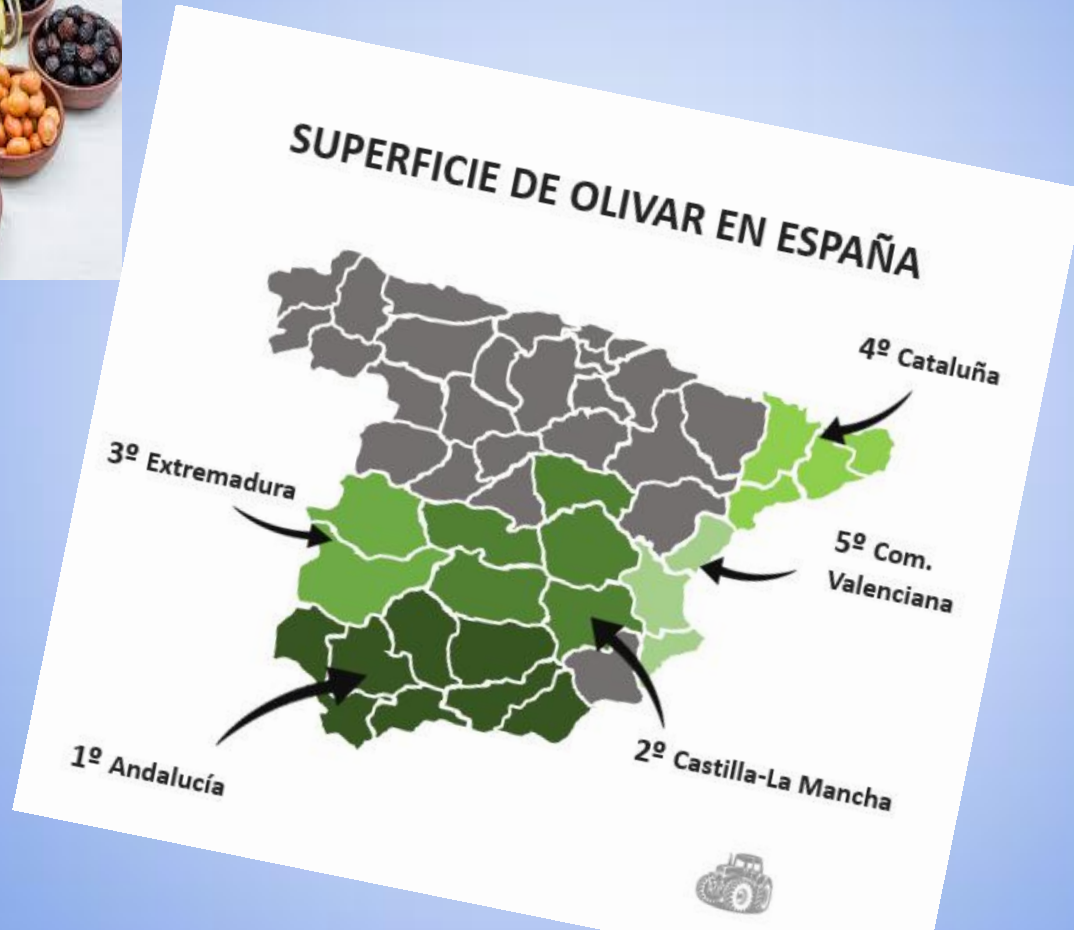 SUPERFICIE DE OLIVAR EN ESPAÑA
4º Cataluña
3º Extremadura
5º Com.
Valenciana
1º Andalucía
2º Castilla-La Mancha